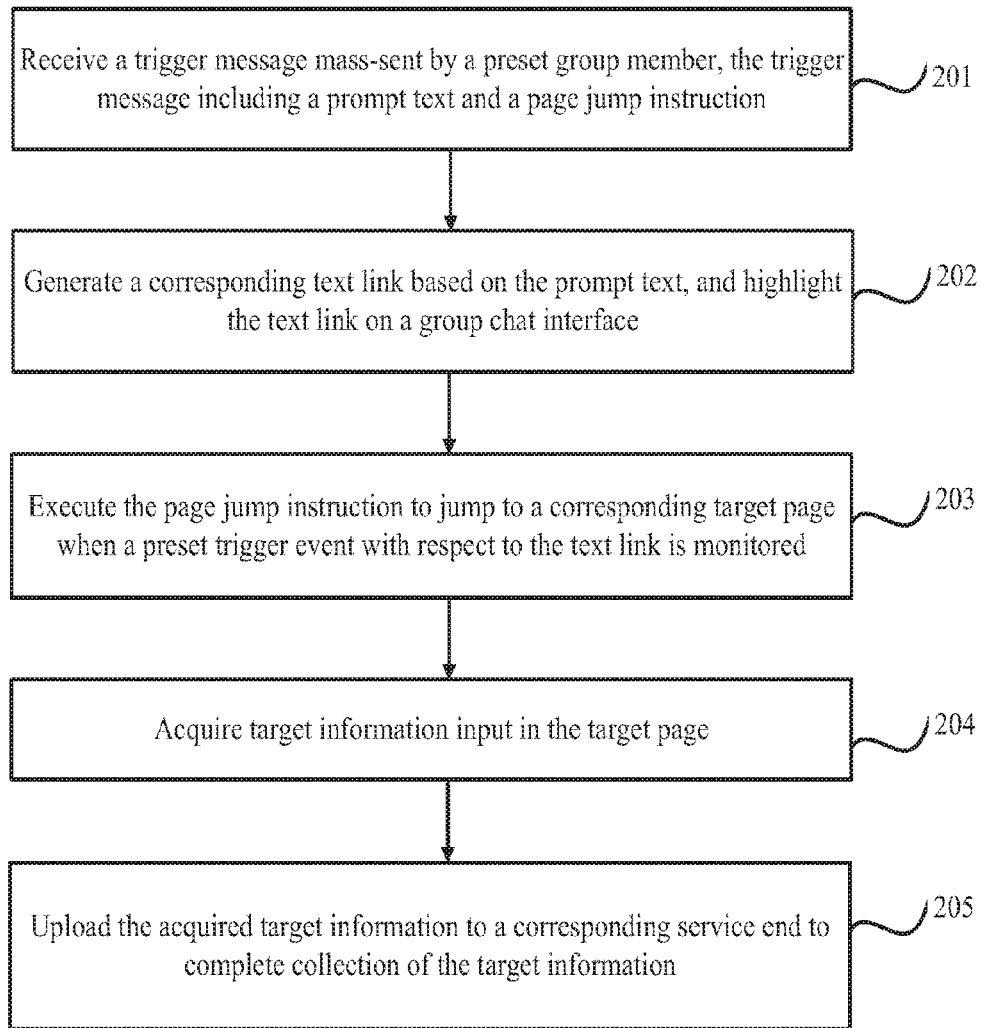 Receive a trigger message mass-sent by a preset group member, the trigger
message including a prompt text and a page jump instruction
201
Generate a corresponding text link based on the prompt text, and highlight
the text link on a group chat interface
202
Execute the page jump instruction to jump to a corresponding target page
when a preset trigger event with respect to the text link is monitored
203
Acquire target information input in the target page
204
Upload the acquired target information to a corresponding service end to
complete collection of the target information
205